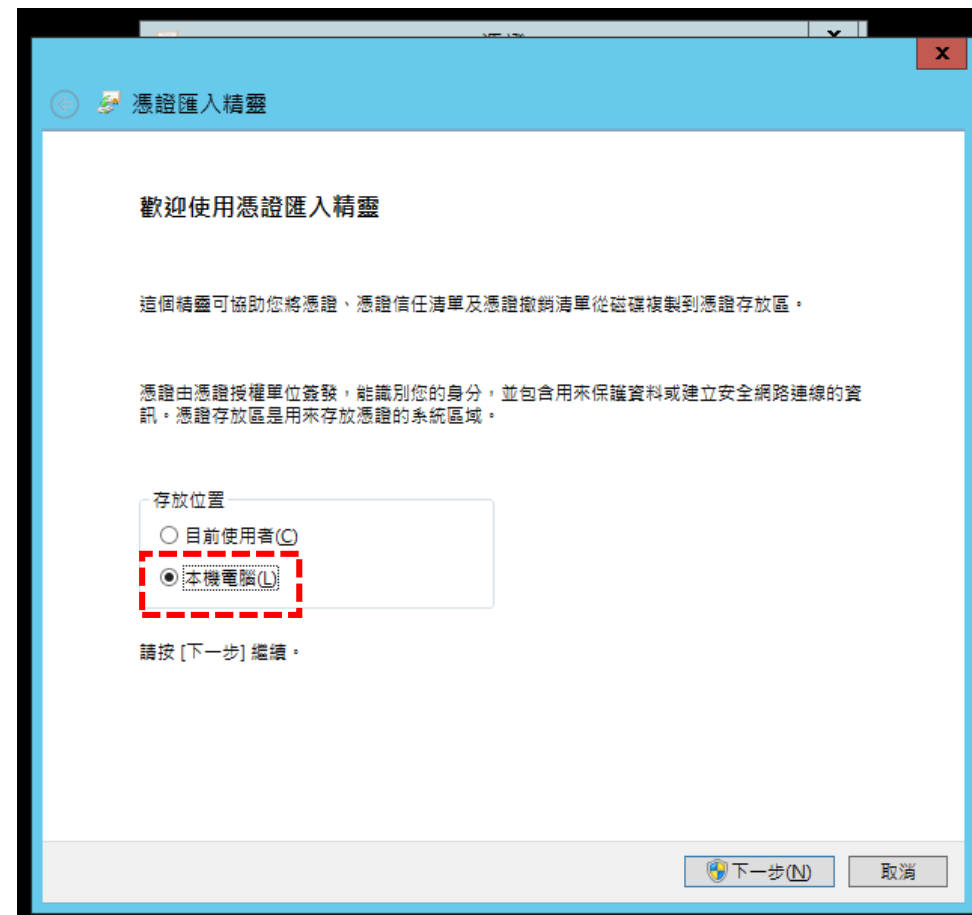 憑證匯入精靈
歡迎使用憑證匯入精靈
這個精靈可協助您將憑證、憑證信任清單及憑證撤銷清單從磁碟複製到憑證存放區。
憑證由憑證授權單位簽發，能識別您的身分，並包含用來保護資料或建立安全網路連線的資
訊。憑證存放區是用來存放憑證的系統區域。
存放位置
目前使用者(C)
本機電腦(L)
請按 [下一步] 繼續。
下一步(N)
取消